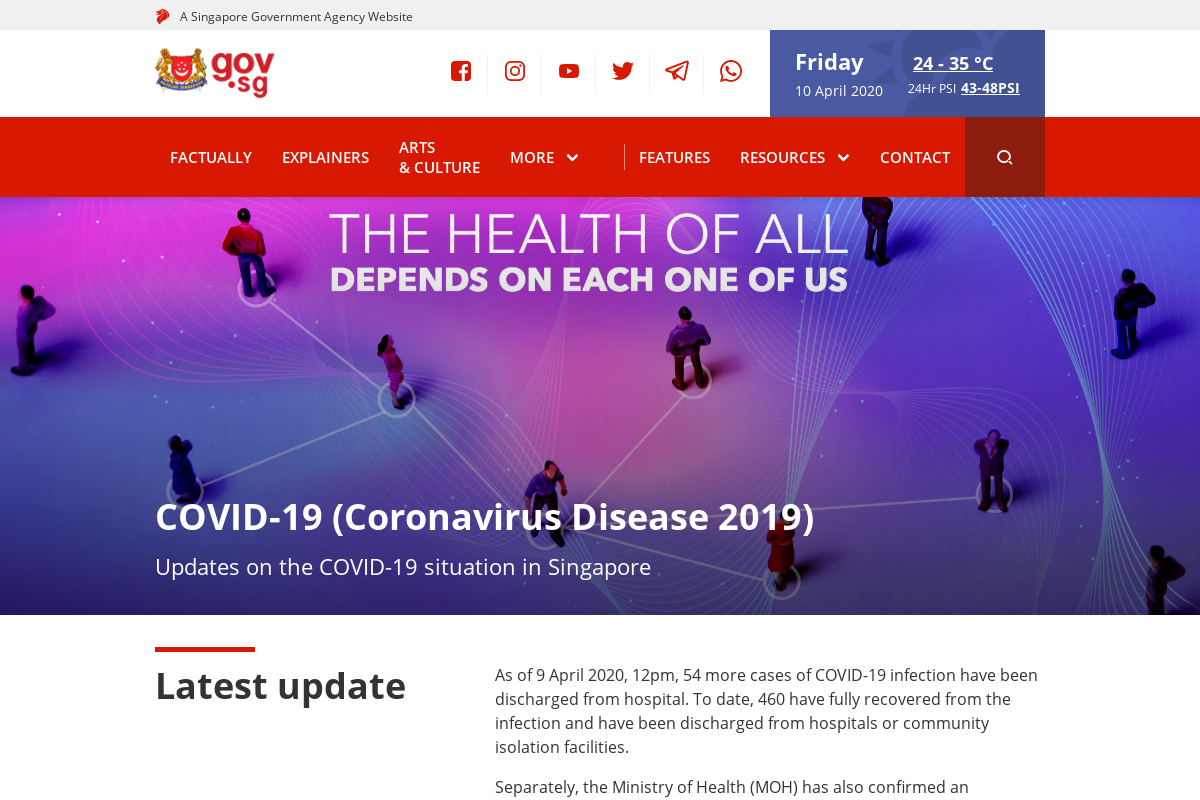 A Singapore Government Agency Website
gov
.sg
Friday
10 April 2020
24 - 35 °C
24Hr PSI 43-48PSI
FACTUALLY
EXPLAINERS
ARTS
& CULTURE
MORE
FEATURES
RESOURCES
CONTACT
THE HEALTH OF ALL
DEPENDS ON EACH ONE OF US
COVID-19 (Coronavirus Disease 2019)
Updates on the COVID-19 situation in Singapore
Latest update
As of 9 April 2020, 12pm, 54 more cases of COVID-19 infection have been
discharged from hospital. To date, 460 have fully recovered from the
infection and have been discharged from hospitals or community
isolation facilities.
Separately, the Ministry of Health (MOH) has also confirmed an